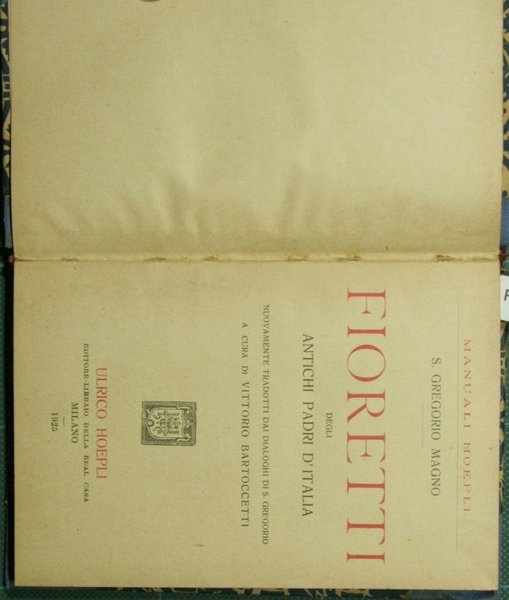 MANUALI HOEPLI
S. GREGORIO MAGNO
FIORETTI
DEGLI
ANTICHI PADRI D'ITALIA
NUOVAMENTE TRADOTTI DAI DIALOGHI DI S. GREGORIO
A CURA DI VITTORIO BARTOCCETTI
ULRICO HOEPLI
EDITORE-LIBRAIO DELLA REAL CASA
MILANO
1925